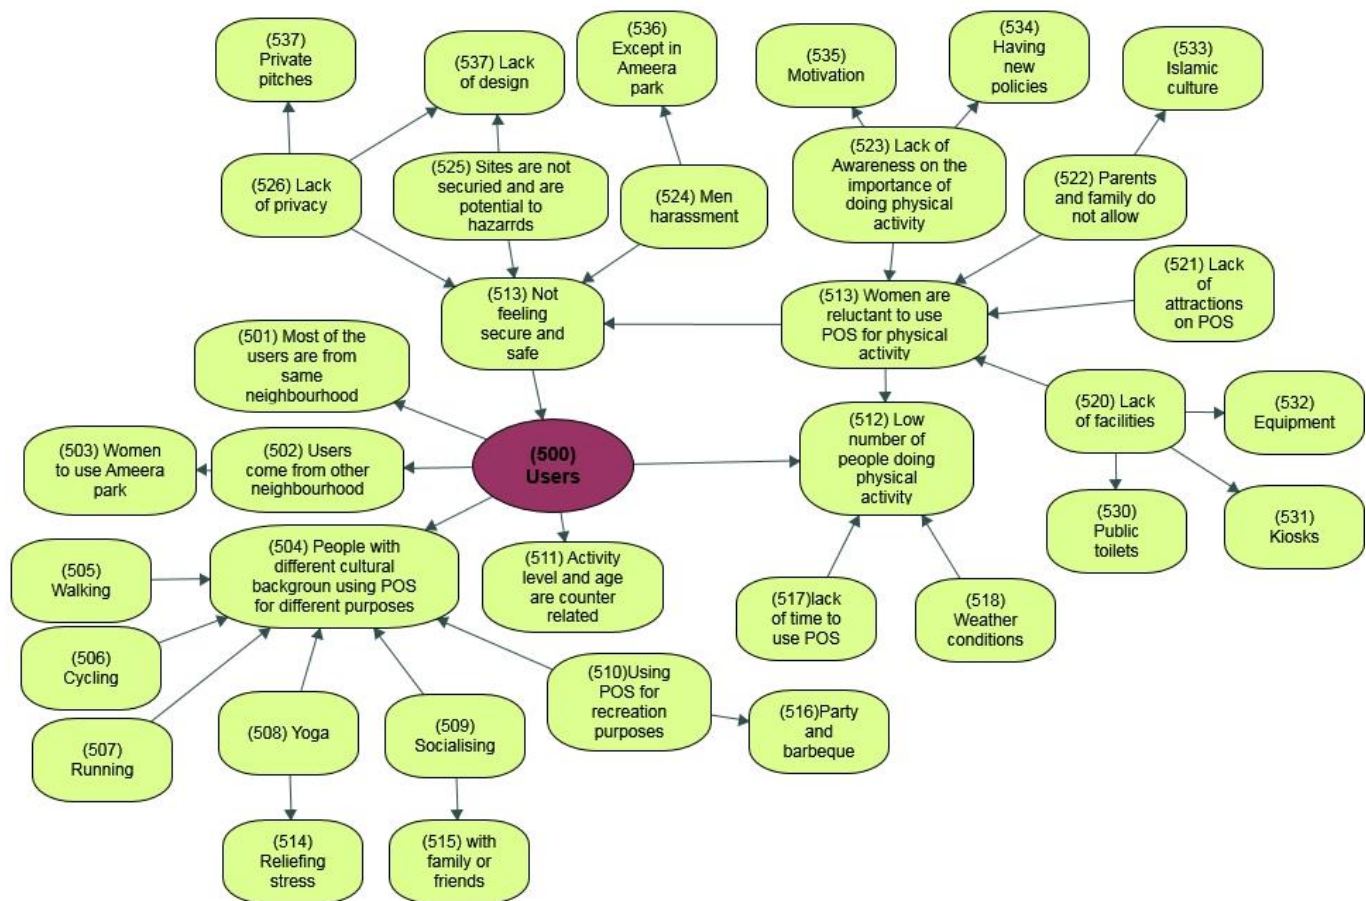 (537)
Private
pitches
(537) Lack
of design
(536)
Except in
Ameera
park
(535)
Motivation
(534)
Having
new
policies
(533)
Islamic
culture
(526) Lack
of privacy
(525) Sites are not
securied and are
potential to
hazarrds
(524) Men
harassment
(523) Lack of
Awareness on the
importance of
doing physical
activity
(522) Parents
and family do
not allow
(521) Lack
of
attractions
on POS
(513) Not
feeling
secure and
safe
(513) Women are
reluctant to use
POS for physical
activity
(501) Most of the
users are from
same
neighbourhood
(503) Women
to use Ameera
park
(502) Users
come from other
neighbourhood
(500)
Users
(512) Low
number of
people doing
physical
activity
(520) Lack
of facilities
(532)
Equipment
(530)
Public
toilets
(531)
Kiosks
(504) People with
different cultural
backgroun using POS
for different purposes
(511) Activity
level and age
are counter
related
(517)lack
of time to
use POS
(518)
Weather
conditions
(505)
Walking
(506)
Cycling
(507)
Running
(508) Yoga
(509)
Socialising
(510)Using
POS for
recreation
purposes
(516)Party
and
barbeque
(514)
Reliefing
stress
(515) with
family or
friends